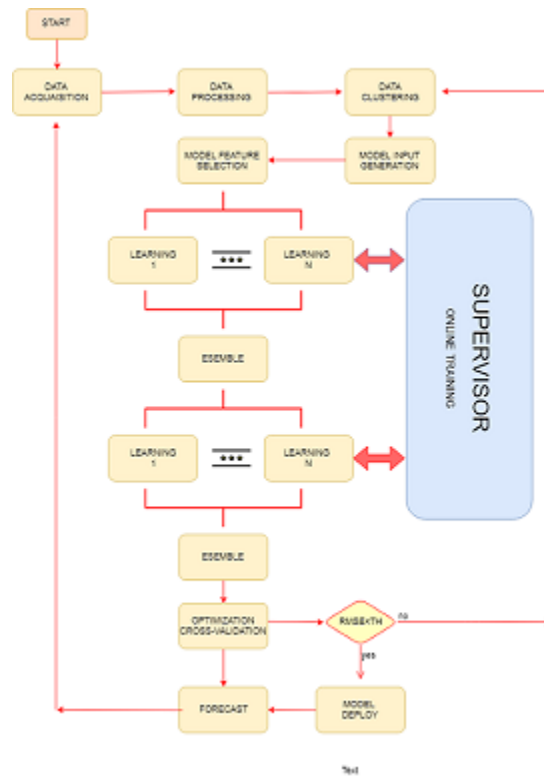 START
DATA
ACQUAISITION
DATA
PROCESSING
DATA
CLUSTERING
MODEL FEATURE
SELECTION
MODEL INPUT
GENERATION
LEARNING
1
***
LEARNING
N
SUPERVISOR
ONLINE TRAINING
ESEMBLE
LEARNING
1
***
LEARNING
N
ESEMBLE
OPTIMIZATION
CROSS-VALIDATION
RMSE<TH
no
yes
FORECAST
MODEL
DEPLOY
Text